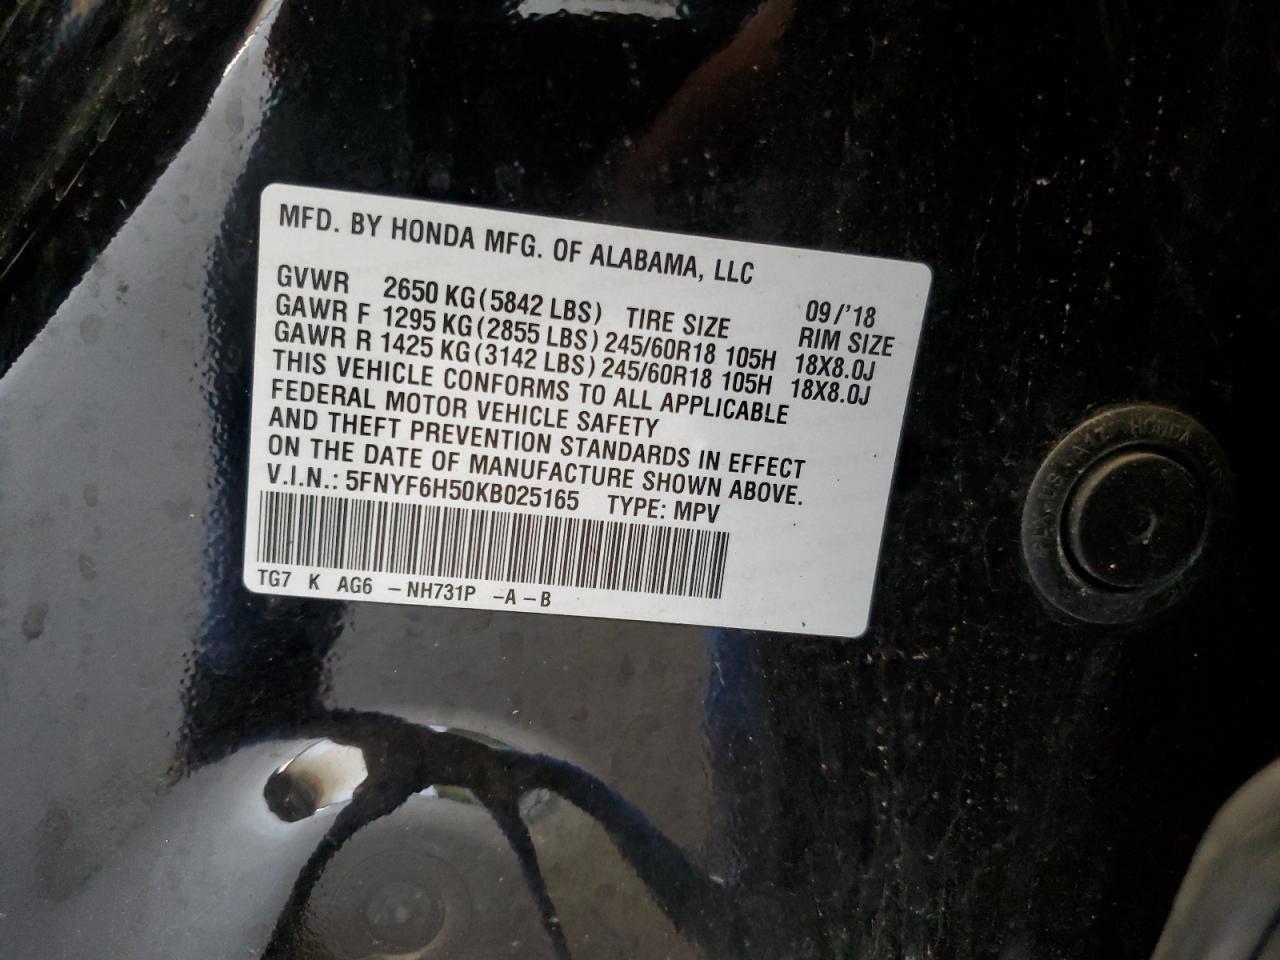 MFD. BY HONDA MFG. OF ALABAMA, LLC
09/'18
GVWR 2650 KG (5842 LBS) TIRE SIZE RIM SIZE
GAWR F 1295 KG (2855 LBS) 245/60R18 105H 18X8.0J
GAWR R 1425 KG (3142 LBS) 245/60R18 105H 18X8.0J
THIS VEHICLE CONFORMS TO ALL APPLICABLE
FEDERAL MOTOR VEHICLE SAFETY
AND THEFT PREVENTION STANDARDS IN EFFECT
ON THE DATE OF MANUFACTURE SHOWN ABOVE.
V.I.N.: 5FNYF6H50KB025165 TYPE: MPV
TG7 K AG6 -NH731P -A-B
HONDA